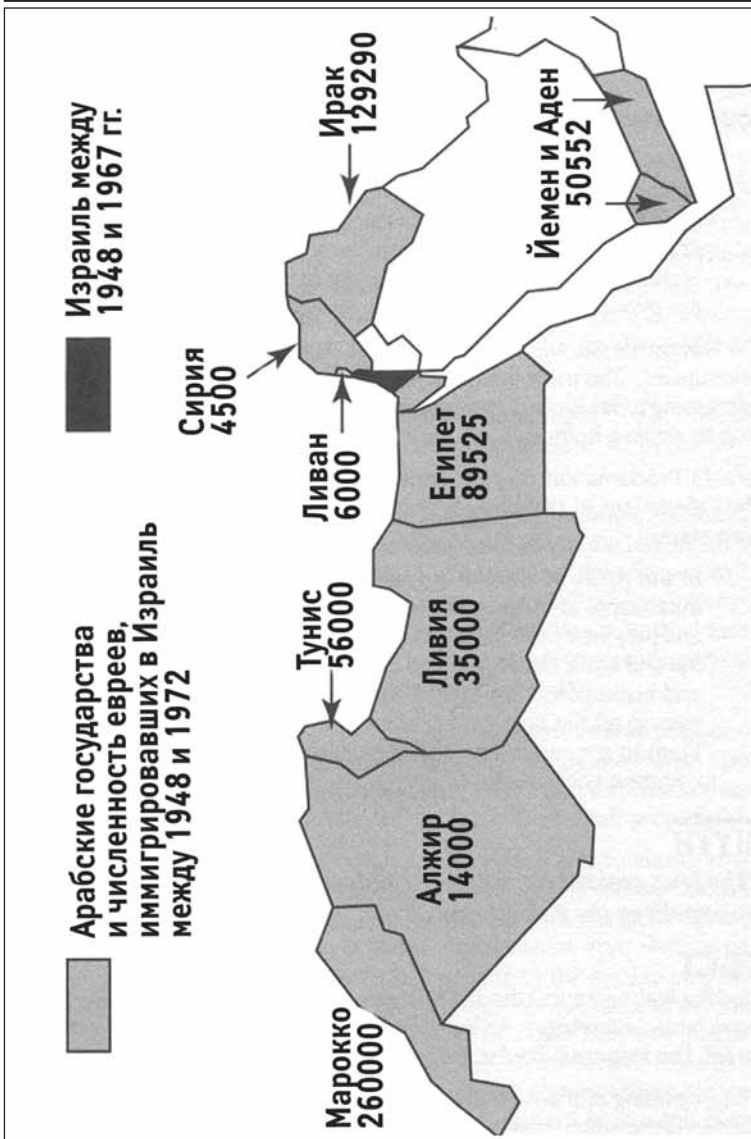 Арабские государства
и численность евреев,
иммигрировавших в Израиль
между 1948 и 1972
Израиль между
1948 и 1967 гг.
Марокко
260000
Алжир
14000
Тунис
56000
Ливия
35000
Египет
89525
Ливан
6000
Сирия
4500
Ирак
129290
Йемен и Аден
50552